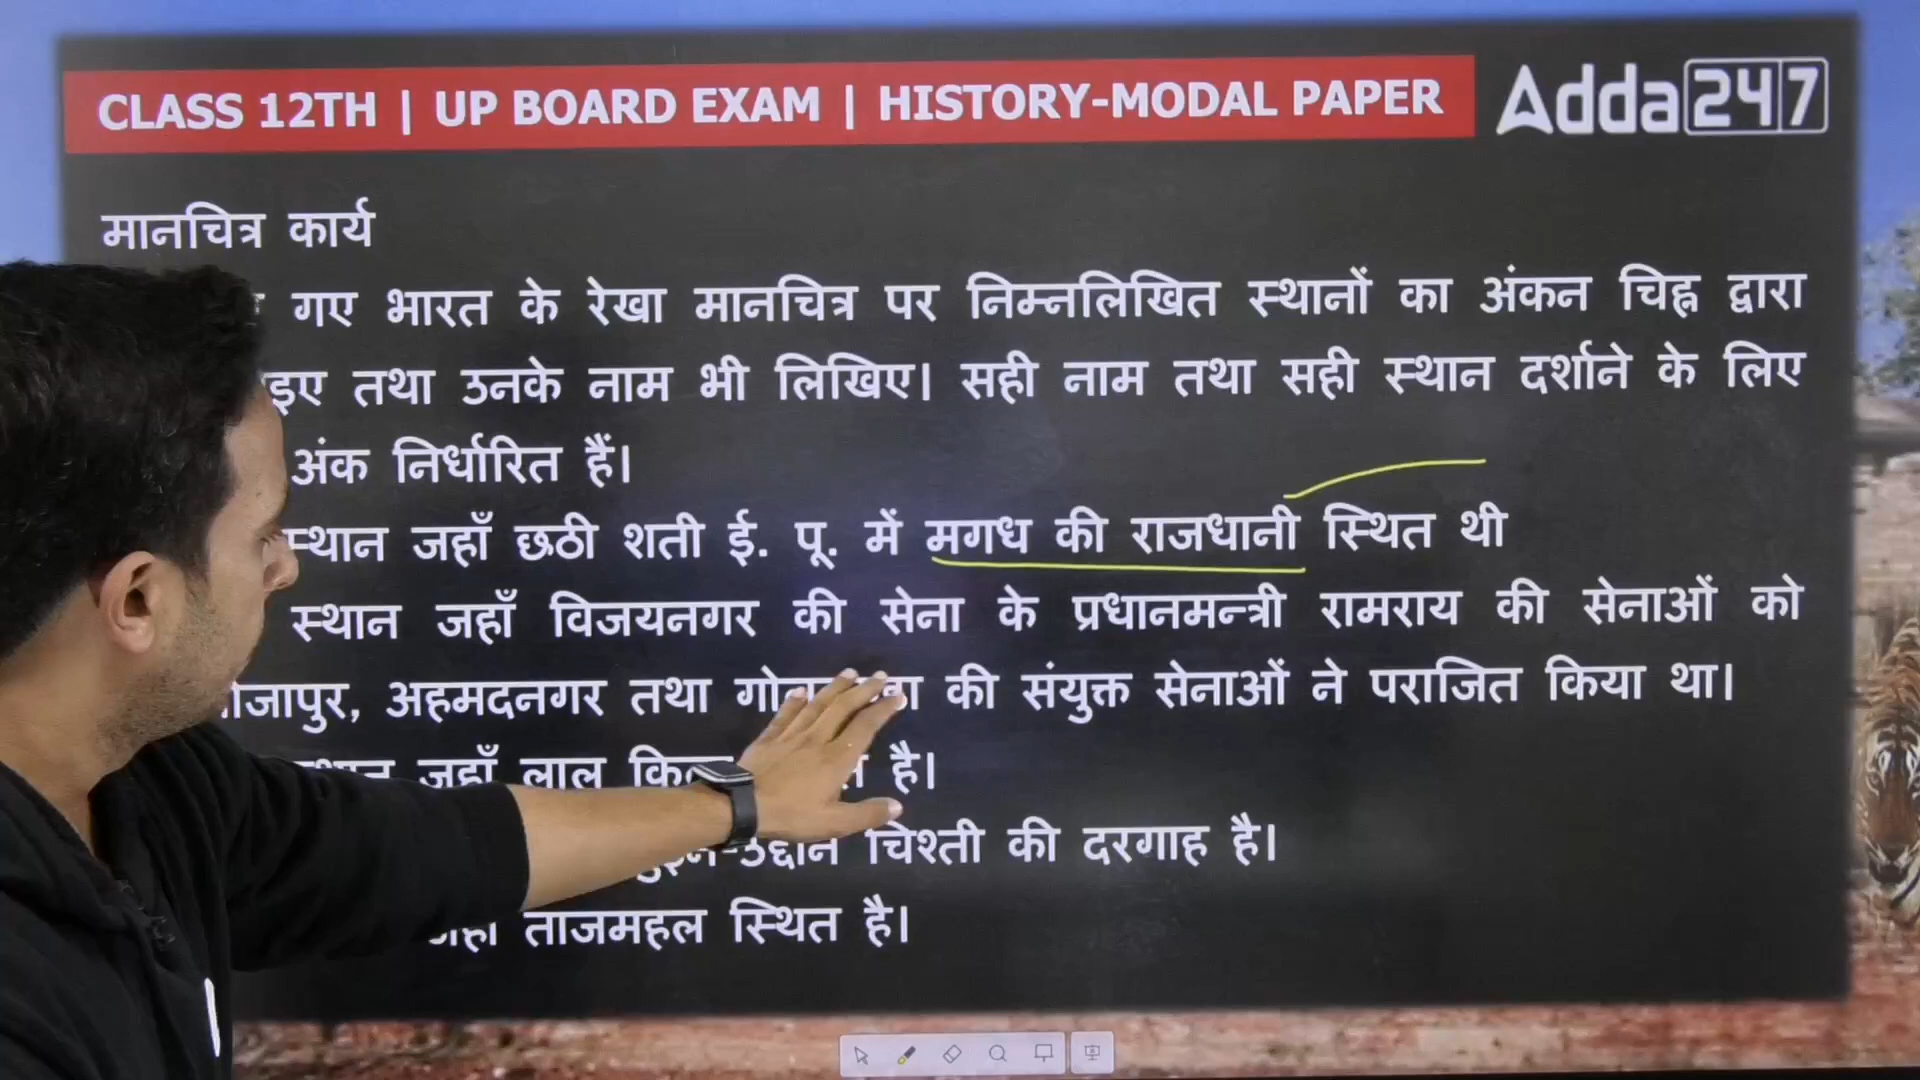 CLASS 12TH | UP BOARD EXAM | HISTORY-MODAL PAPER
Adda247
मानचित्र कार्य
गए भारत के रेखा मानचित्र पर निम्नलिखित स्थानों का अंकन चिह्न द्वारा
तथा उनके नाम भी लिखिए। सही नाम तथा सही स्थान दर्शाने के लिए
अंक निर्धारित हैं।
स्थान जहाँ छठी शती ई. पू. में मगध की राजधानी स्थित थी
स्थान जहाँ विजयनगर की सेना के प्रधानमन्त्री रामराय की सेनाओं को
अहमदनगर तथा की संयुक्त सेनाओं ने पराजित किया था।
जहाँ लाल है।
चिश्ती की दरगाह है।
ताजमहल स्थित है।